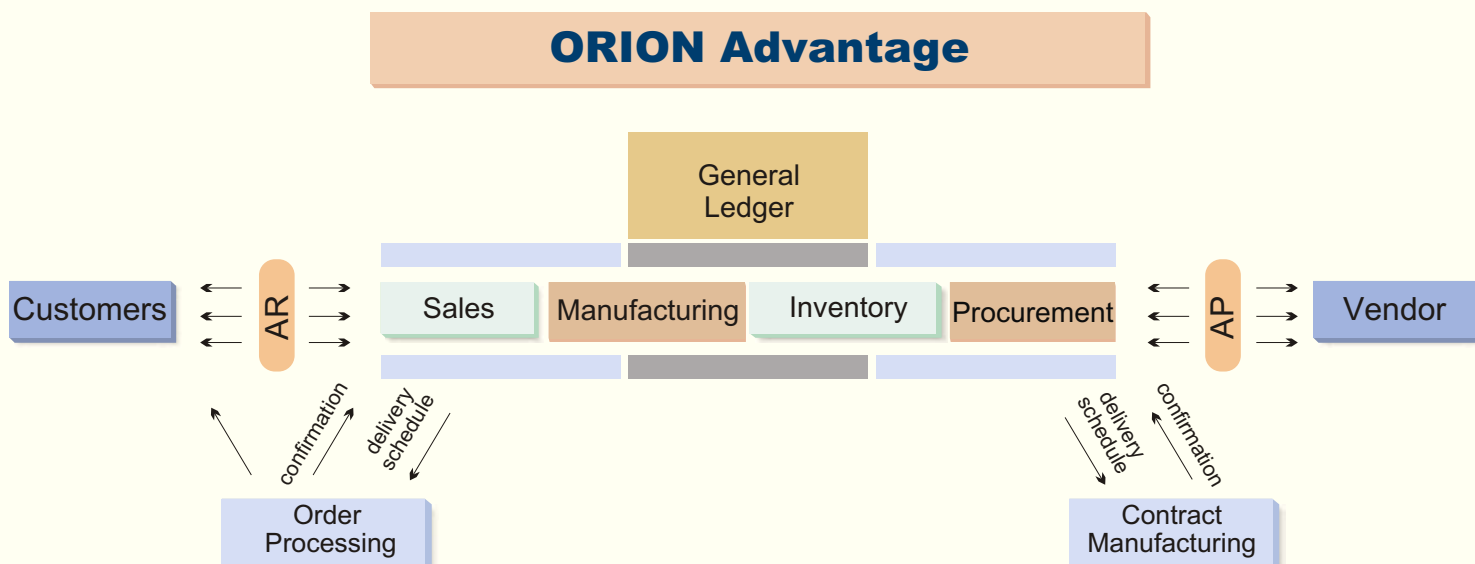 ORION Advantage
General
Ledger
Customers
AR
Sales
Manufacturing
Inventory
Procurement
AP
Vendor
confirmation
delivery
schedule
delivery
schedule
confirmation
Order
Processing
Contract
Manufacturing